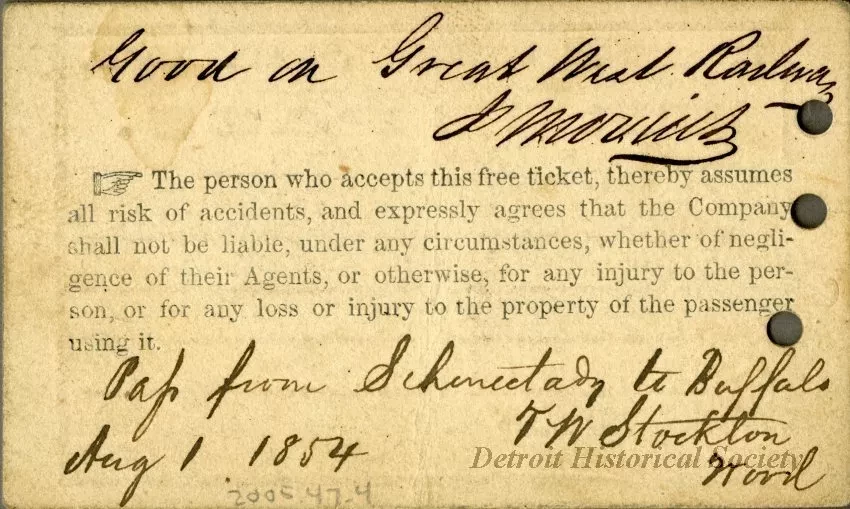 Good on Great West. Railway
☞ The person who accepts this free ticket, thereby assumes
all risk of accidents, and expressly agrees that the Company
shall not be liable, under any circumstances, whether of negli-
gence of their Agents, or otherwise, for any injury to the per-
son, or for any loss or injury to the property of the passenger
using it.
Pass from Schenectady to Buffalo
T W Stockton
Aug 1 1854
Detroit Historical Society
2005.47.4